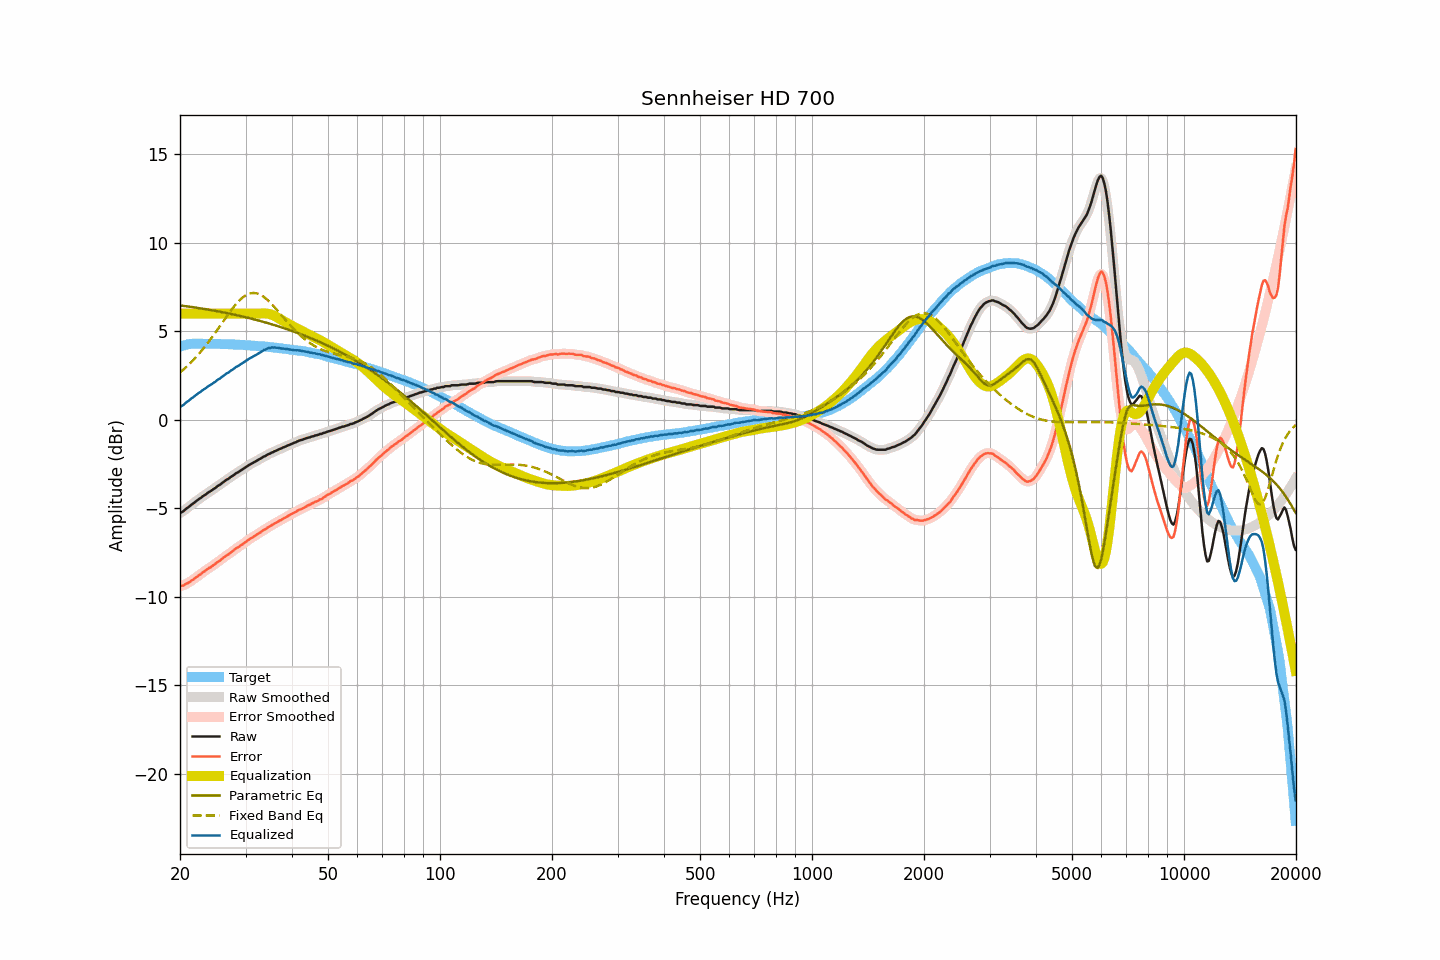 Sennheiser HD 700
Amplitude (dBr)
15
10
5
0
−5
−10
−15
−20
Target
Raw Smoothed
Error Smoothed
Raw
Error
Equalization
Parametric Eq
Fixed Band Eq
Equalized
20 50 100 200 500 1000 2000 5000 10000 20000
Frequency (Hz)